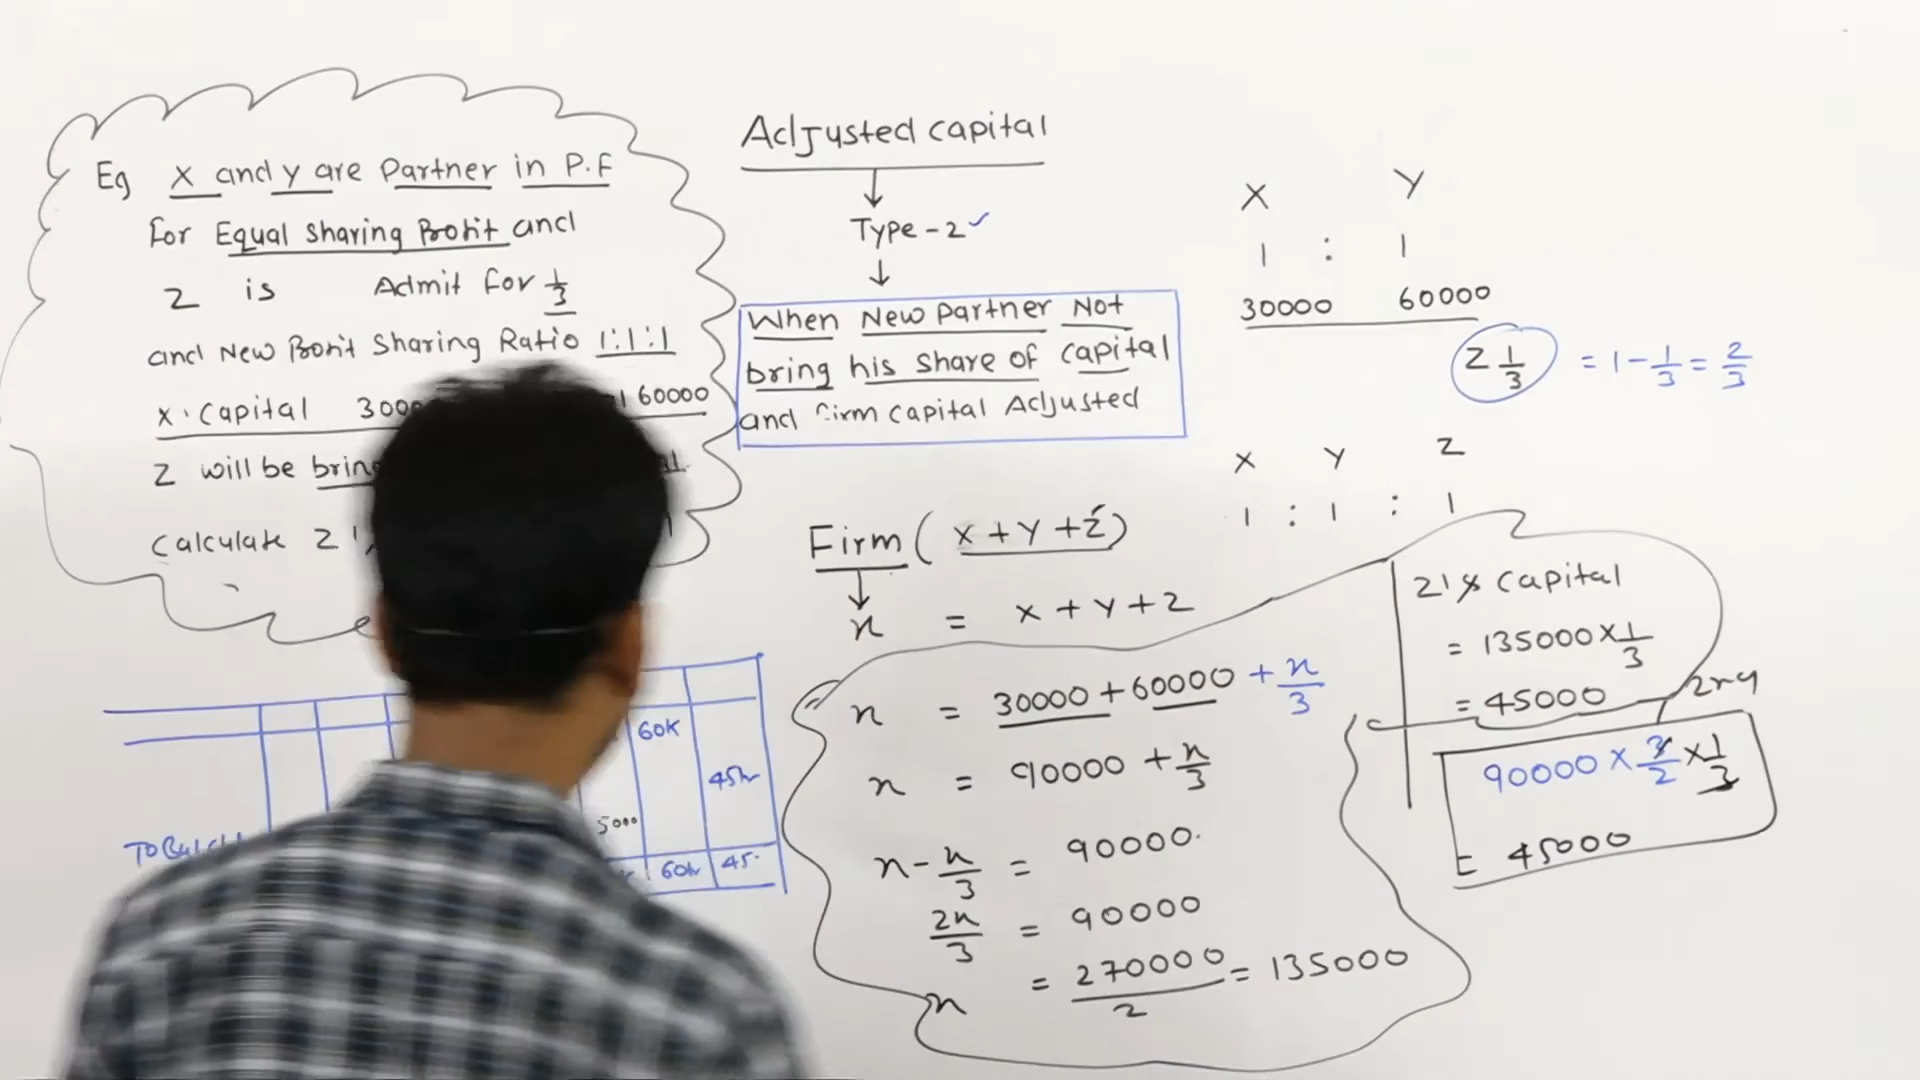 Eg X and y are Partner in P.F
for Equal sharing Profit and
Z is Admit for 1/3
and New Profit Sharing Ratio 1:1:1
X. Capital 3000 60000
Z will be bring
Calculate Z's
Adjusted capital
Type-2 ✓
When New Partner Not
bring his share of capital
and firm capital Adjusted
X Y
1 : 1
30000 60000
Z 1/3 = 1 - 1/3 = 2/3
X Y Z
1 : 1 : 1
Firm (X + Y + Z)
n = X + Y + Z
n = 30000 + 60000 + n/3
n = 90000 + n/3
n - n/3 = 90000
2n/3 = 90000
n = 270000/2 = 135000
Z's Capital
= 135000 × 1/3
= 45000
90000 × 3/2 × 1/3
= 45000
60K
5000
60k 45